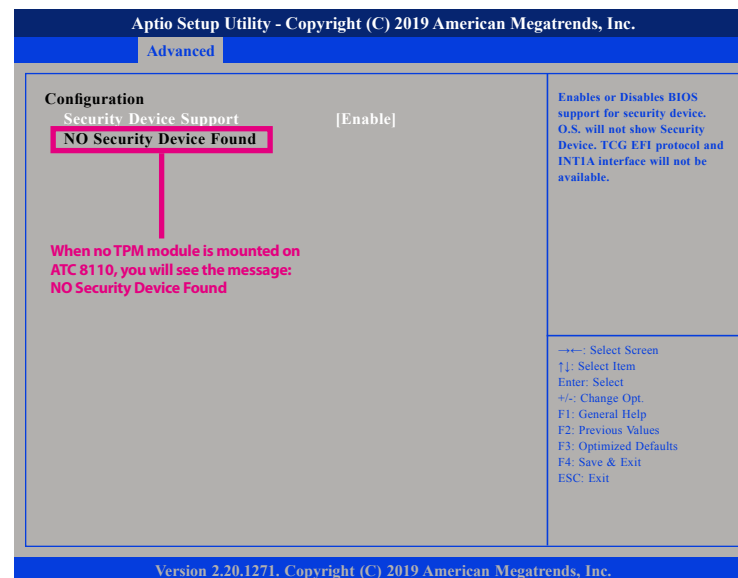 Aptio Setup Utility - Copyright (C) 2019 American Megatrends, Inc.
Advanced
Configuration
Security Device Support [Enable]
NO Security Device Found
When no TPM module is mounted on
ATC 8110, you will see the message:
NO Security Device Found
Enables or Disables BIOS
support for security device.
O.S. will not show Security
Device. TCG EFI protocol and
INT1A interface will not be
available.
→←: Select Screen
↑↓: Select Item
Enter: Select
+/-: Change Opt.
F1: General Help
F2: Previous Values
F3: Optimized Defaults
F4: Save & Exit
ESC: Exit
Version 2.20.1271. Copyright (C) 2019 American Megatrends, Inc.